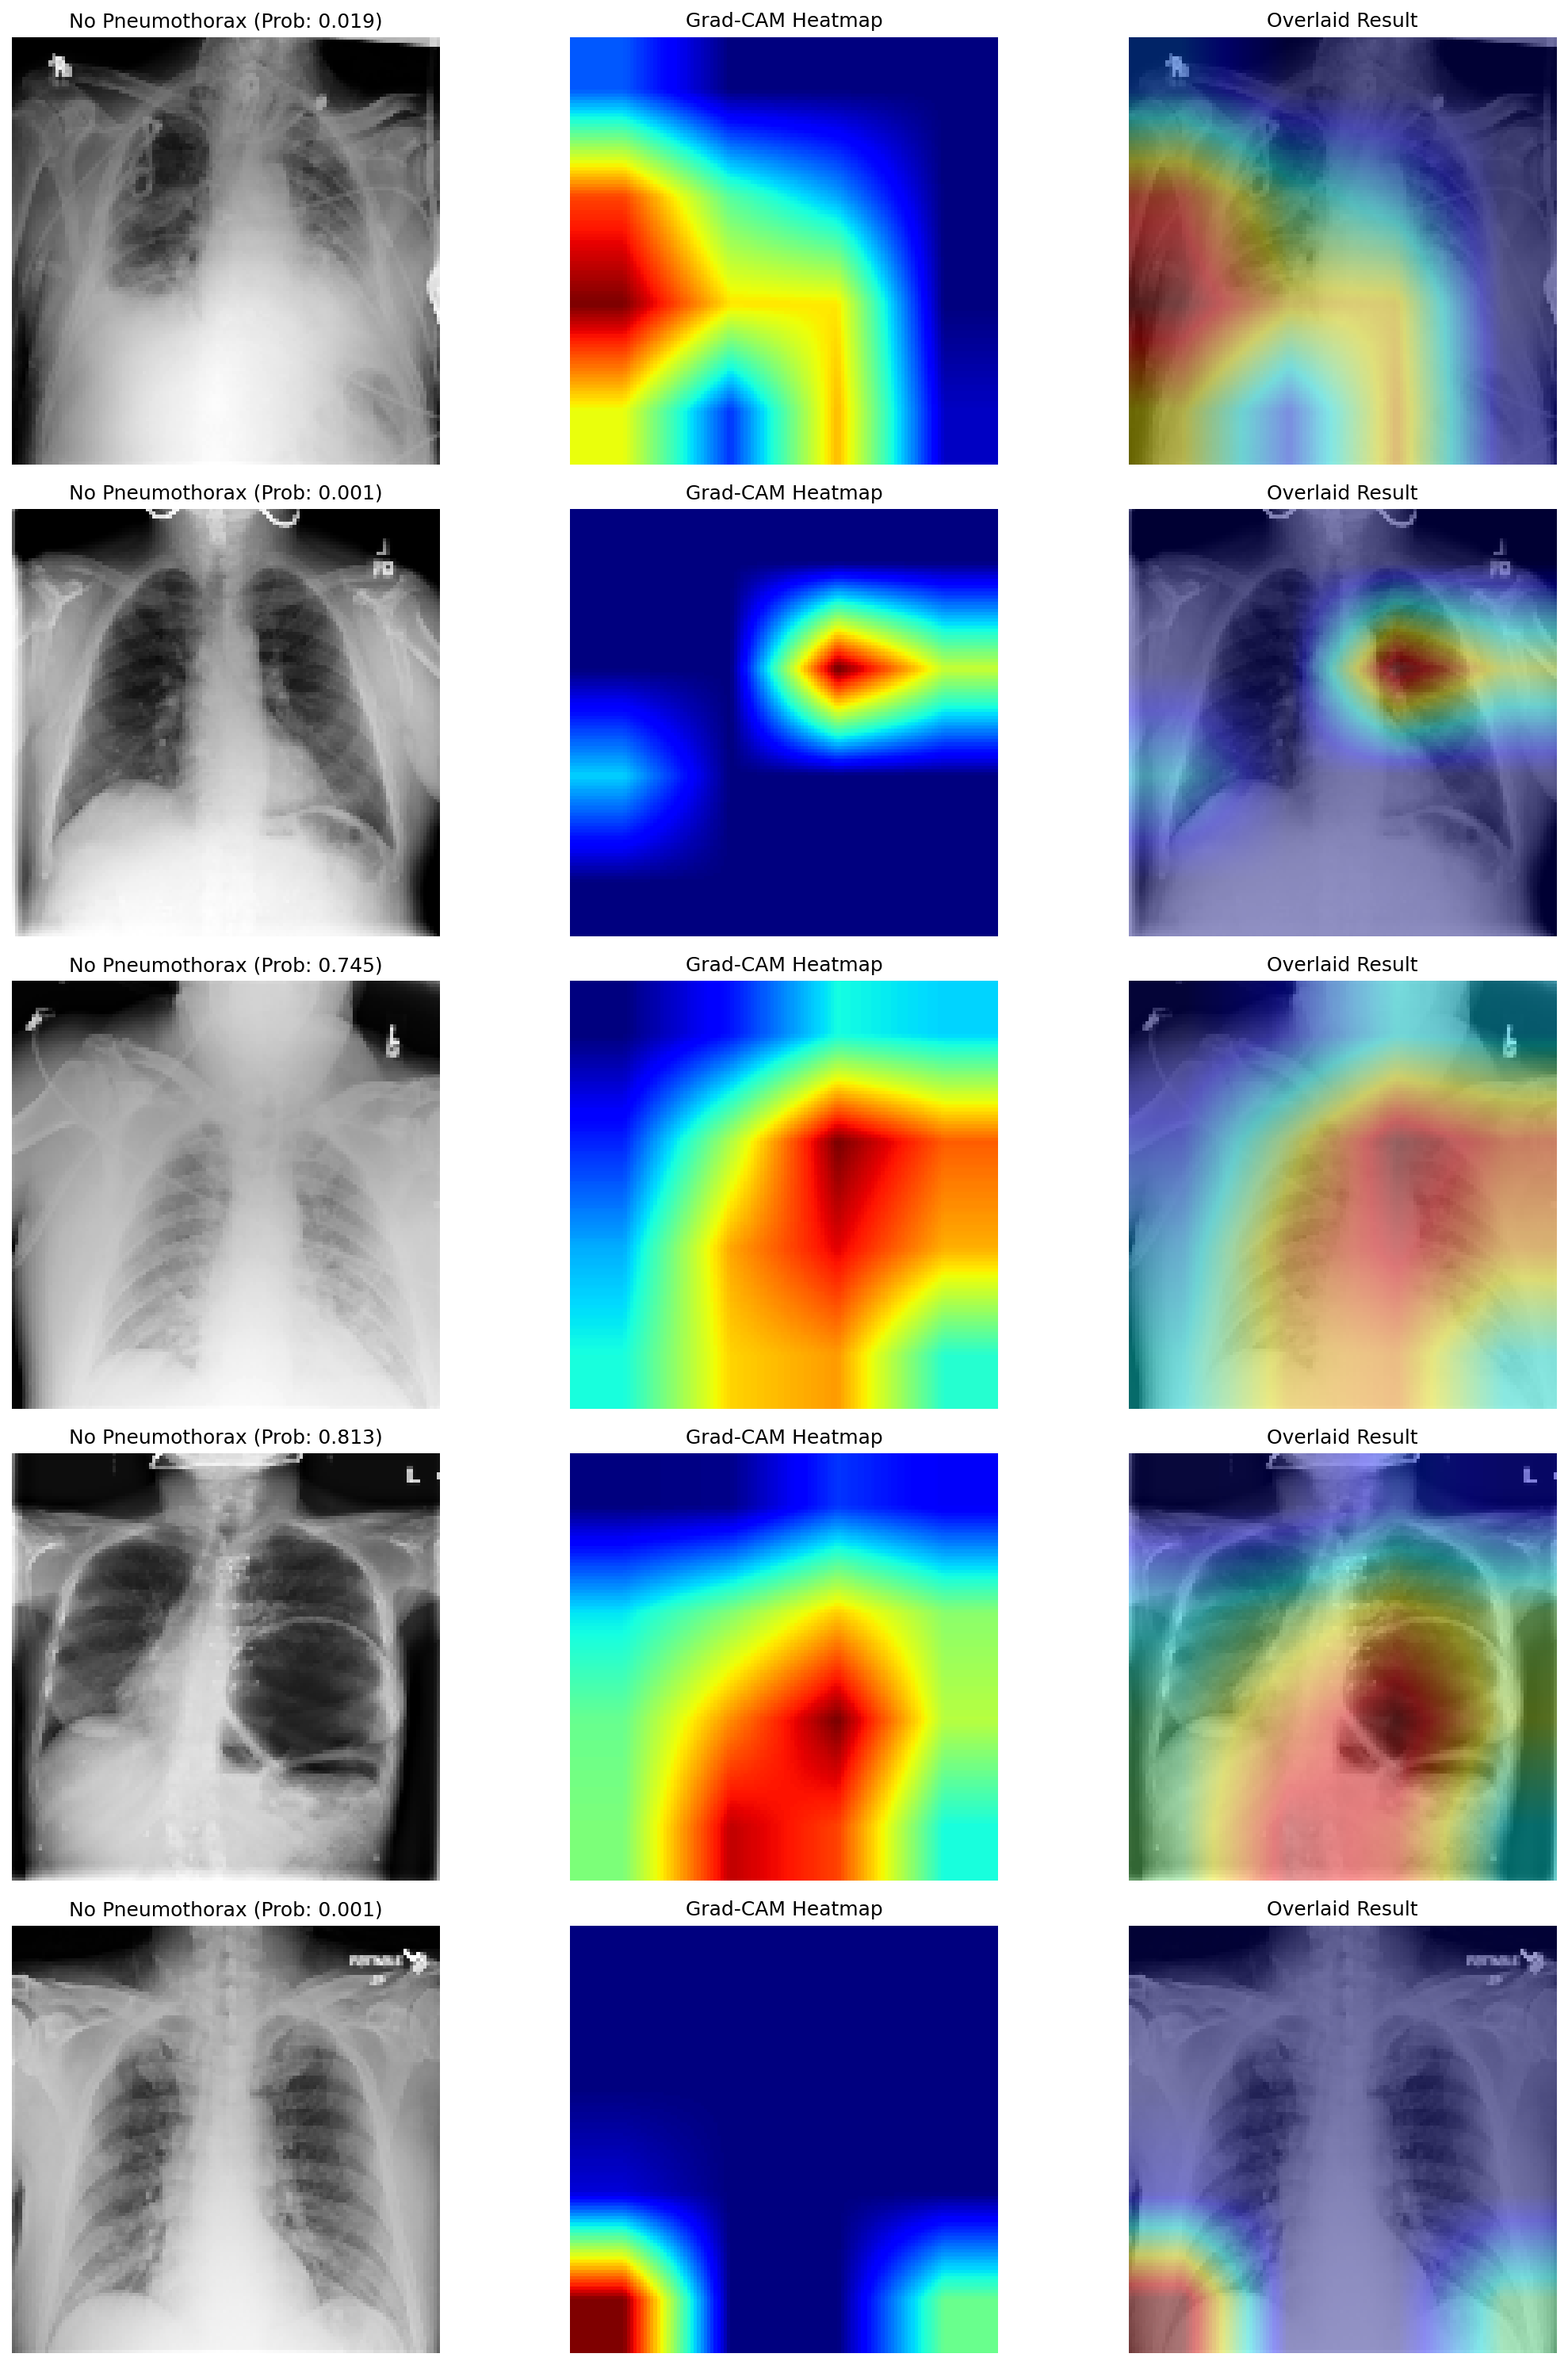 No Pneumothorax (Prob: 0.019)
Grad-CAM Heatmap
Overlaid Result
No Pneumothorax (Prob: 0.001)
Grad-CAM Heatmap
Overlaid Result
L
L
No Pneumothorax (Prob: 0.745)
Grad-CAM Heatmap
Overlaid Result
L
L
No Pneumothorax (Prob: 0.813)
Grad-CAM Heatmap
Overlaid Result
L
L
No Pneumothorax (Prob: 0.001)
Grad-CAM Heatmap
Overlaid Result